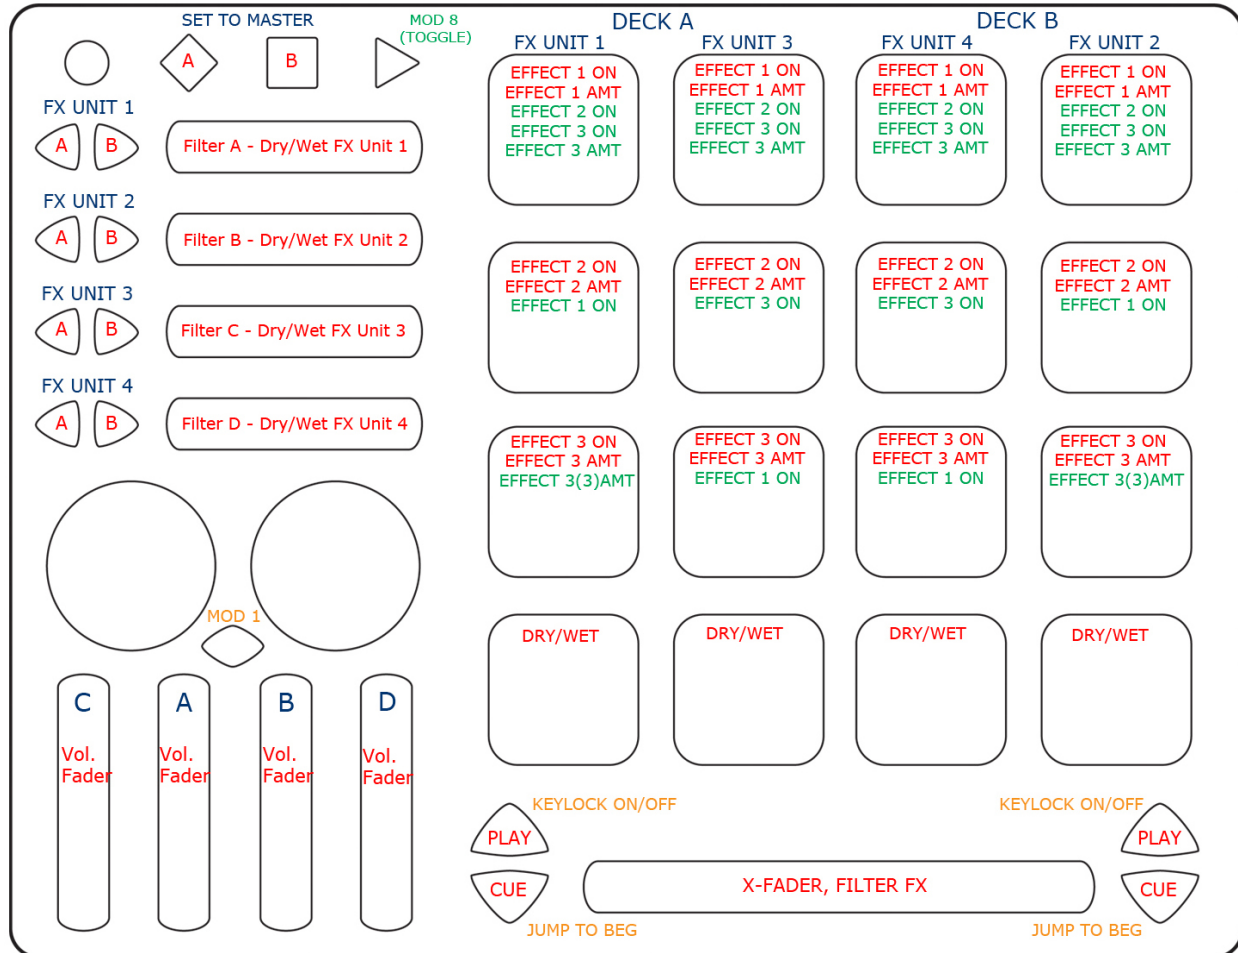 SET TO MASTER
MOD 8
(TOGGLE)
A
B
DECK A
DECK B
FX UNIT 1
FX UNIT 3
FX UNIT 4
FX UNIT 2
FX UNIT 1
A
B
Filter A - Dry/Wet FX Unit 1
FX UNIT 2
A
B
Filter B - Dry/Wet FX Unit 2
FX UNIT 3
A
B
Filter C - Dry/Wet FX Unit 3
FX UNIT 4
A
B
Filter D - Dry/Wet FX Unit 4
EFFECT 1 ON
EFFECT 1 AMT
EFFECT 2 ON
EFFECT 3 ON
EFFECT 3 AMT
EFFECT 1 ON
EFFECT 1 AMT
EFFECT 2 ON
EFFECT 3 ON
EFFECT 3 AMT
EFFECT 1 ON
EFFECT 1 AMT
EFFECT 2 ON
EFFECT 3 ON
EFFECT 3 AMT
EFFECT 1 ON
EFFECT 1 AMT
EFFECT 2 ON
EFFECT 3 ON
EFFECT 3 AMT
EFFECT 2 ON
EFFECT 2 AMT
EFFECT 1 ON
EFFECT 2 ON
EFFECT 2 AMT
EFFECT 3 ON
EFFECT 2 ON
EFFECT 2 AMT
EFFECT 3 ON
EFFECT 2 ON
EFFECT 2 AMT
EFFECT 1 ON
EFFECT 3 ON
EFFECT 3 AMT
EFFECT 3(3)AMT
EFFECT 3 ON
EFFECT 3 AMT
EFFECT 1 ON
EFFECT 3 ON
EFFECT 3 AMT
EFFECT 1 ON
EFFECT 3 ON
EFFECT 3 AMT
EFFECT 3(3)AMT
DRY/WET
DRY/WET
DRY/WET
DRY/WET
MOD 1
C
Vol.
Fader
A
Vol.
Fader
B
Vol.
Fader
D
Vol.
Fader
KEYLOCK ON/OFF
PLAY
CUE
JUMP TO BEG
X-FADER, FILTER FX
KEYLOCK ON/OFF
PLAY
CUE
JUMP TO BEG